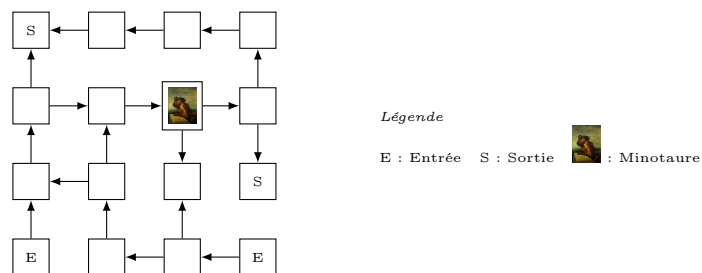 S
Légende
E : Entrée S : Sortie : Minotaure
S
E E